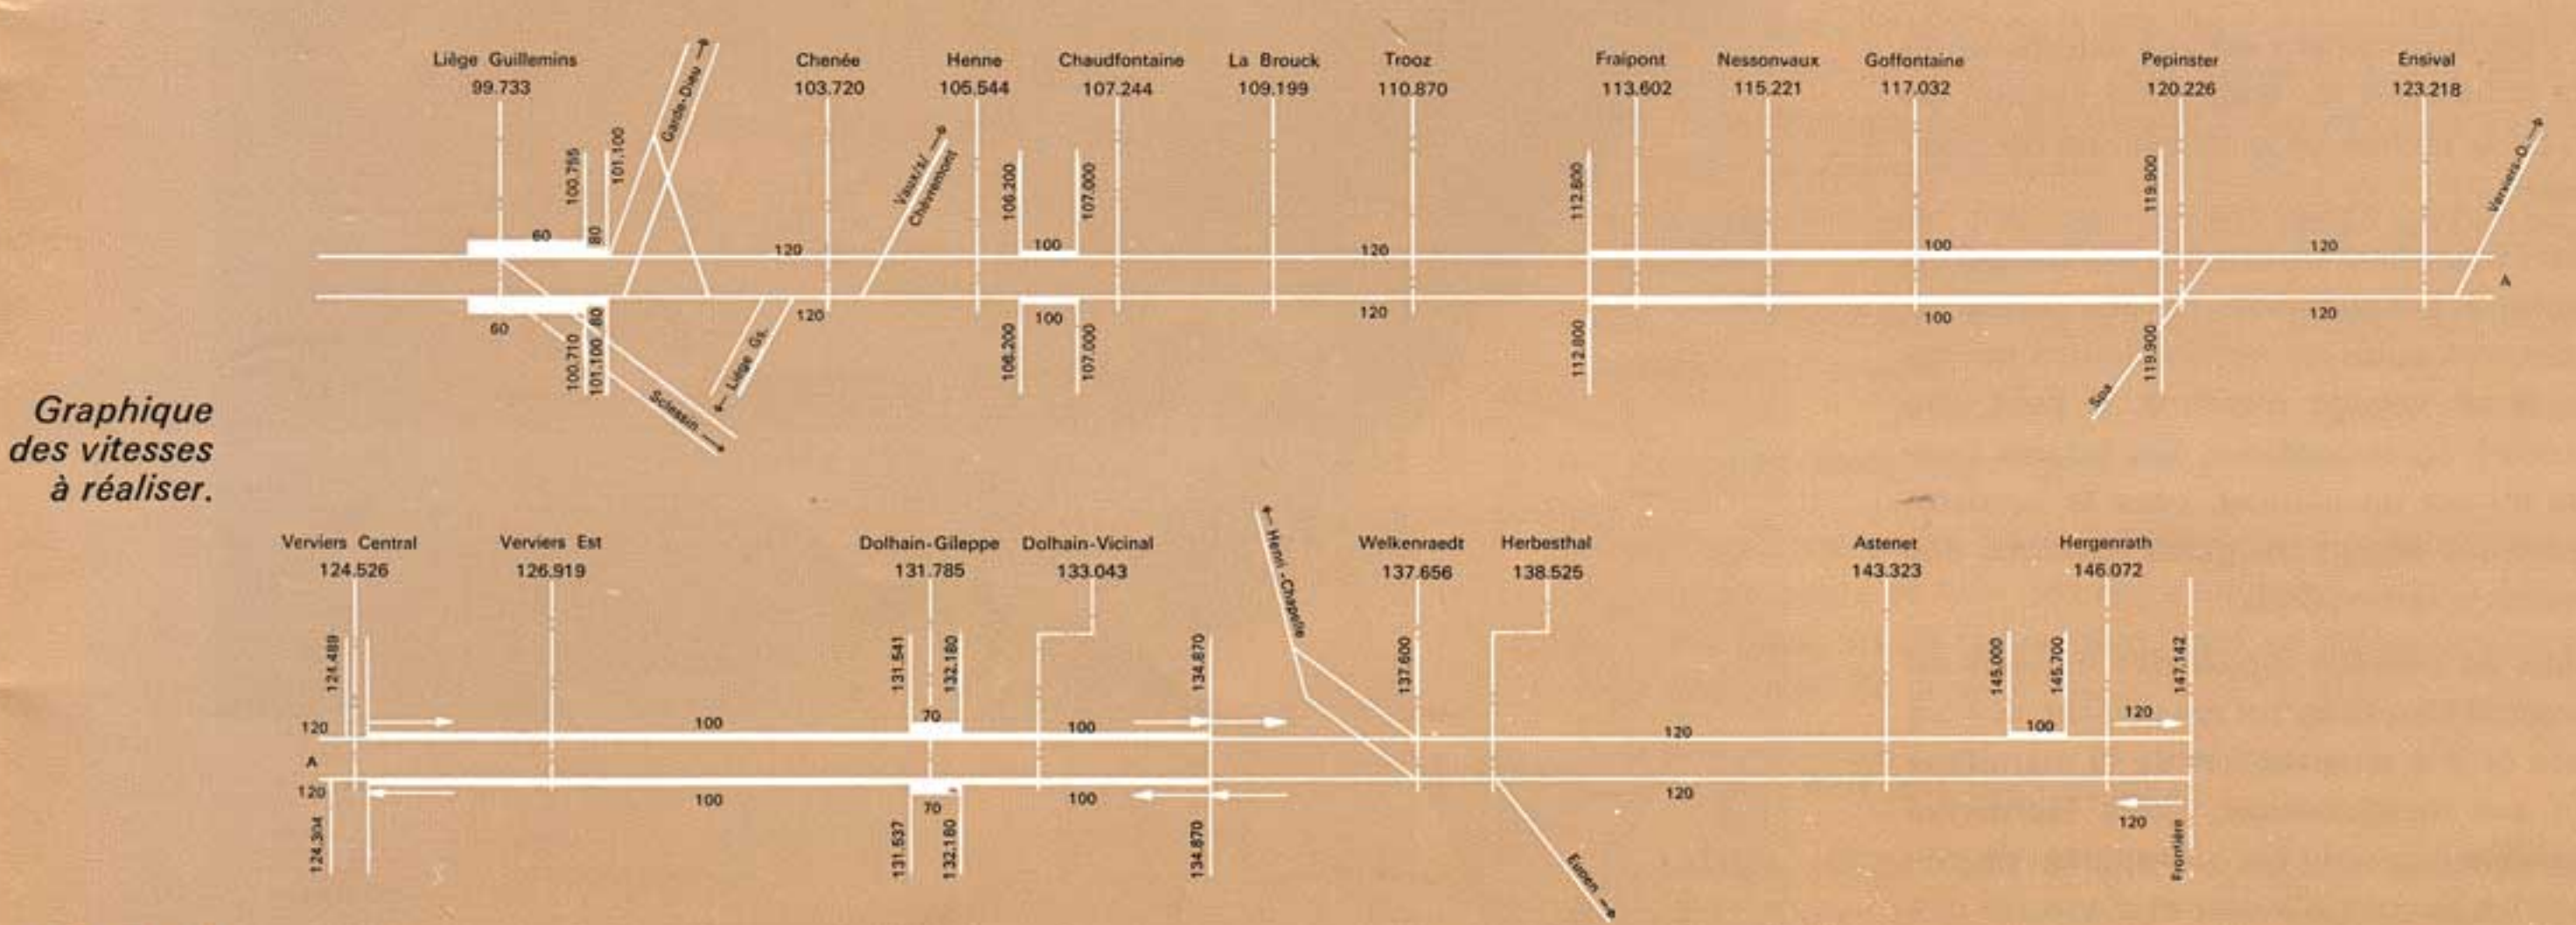 Liège Guillemins
99.733
Chenée
103.720
Henne
105.544
Chaudfontaine
107.244
La Brouck
109.199
Trooz
110.870
Fraipont
113.602
Nessonvaux
115.221
Goffontaine
117.032
Pepinster
120.226
Ensival
123.218
Garde-Dieu
100.755
101.100
Vaux/s/
Chèvremont
106.200
107.000
112.800
119.900
Verviers-O.
60
80
120
100
120
100
120
A
60
80
120
100
120
100
120
100.710
101.100
Sclessin
Liège Gs.
106.200
107.000
112.800
119.900
Spa
Graphique
des vitesses
à réaliser.
Verviers Central
124.526
Verviers Est
126.919
Dolhain-Gileppe
131.785
Dolhain-Vicinal
133.043
Welkenraedt
137.656
Herbesthal
138.525
Astenet
143.323
Hergenrath
146.072
Henri-Chapelle
124.489
131.541
132.180
134.870
137.600
145.000
145.700
147.142
120
100
70
100
120
100
120
A
120
100
70
100
120
120
124.304
131.537
132.180
134.870
Eupen
Frontière